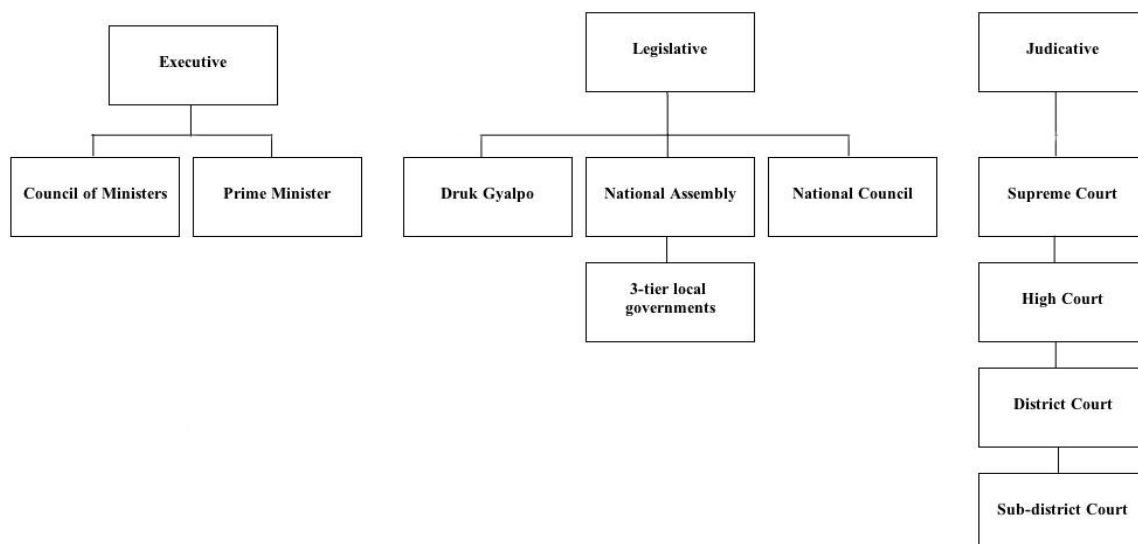 Executive
Legislative
Judicative
Council of Ministers
Prime Minister
Druk Gyalpo
National Assembly
National Council
Supreme Court
3-tier local
governments
High Court
District Court
Sub-district Court